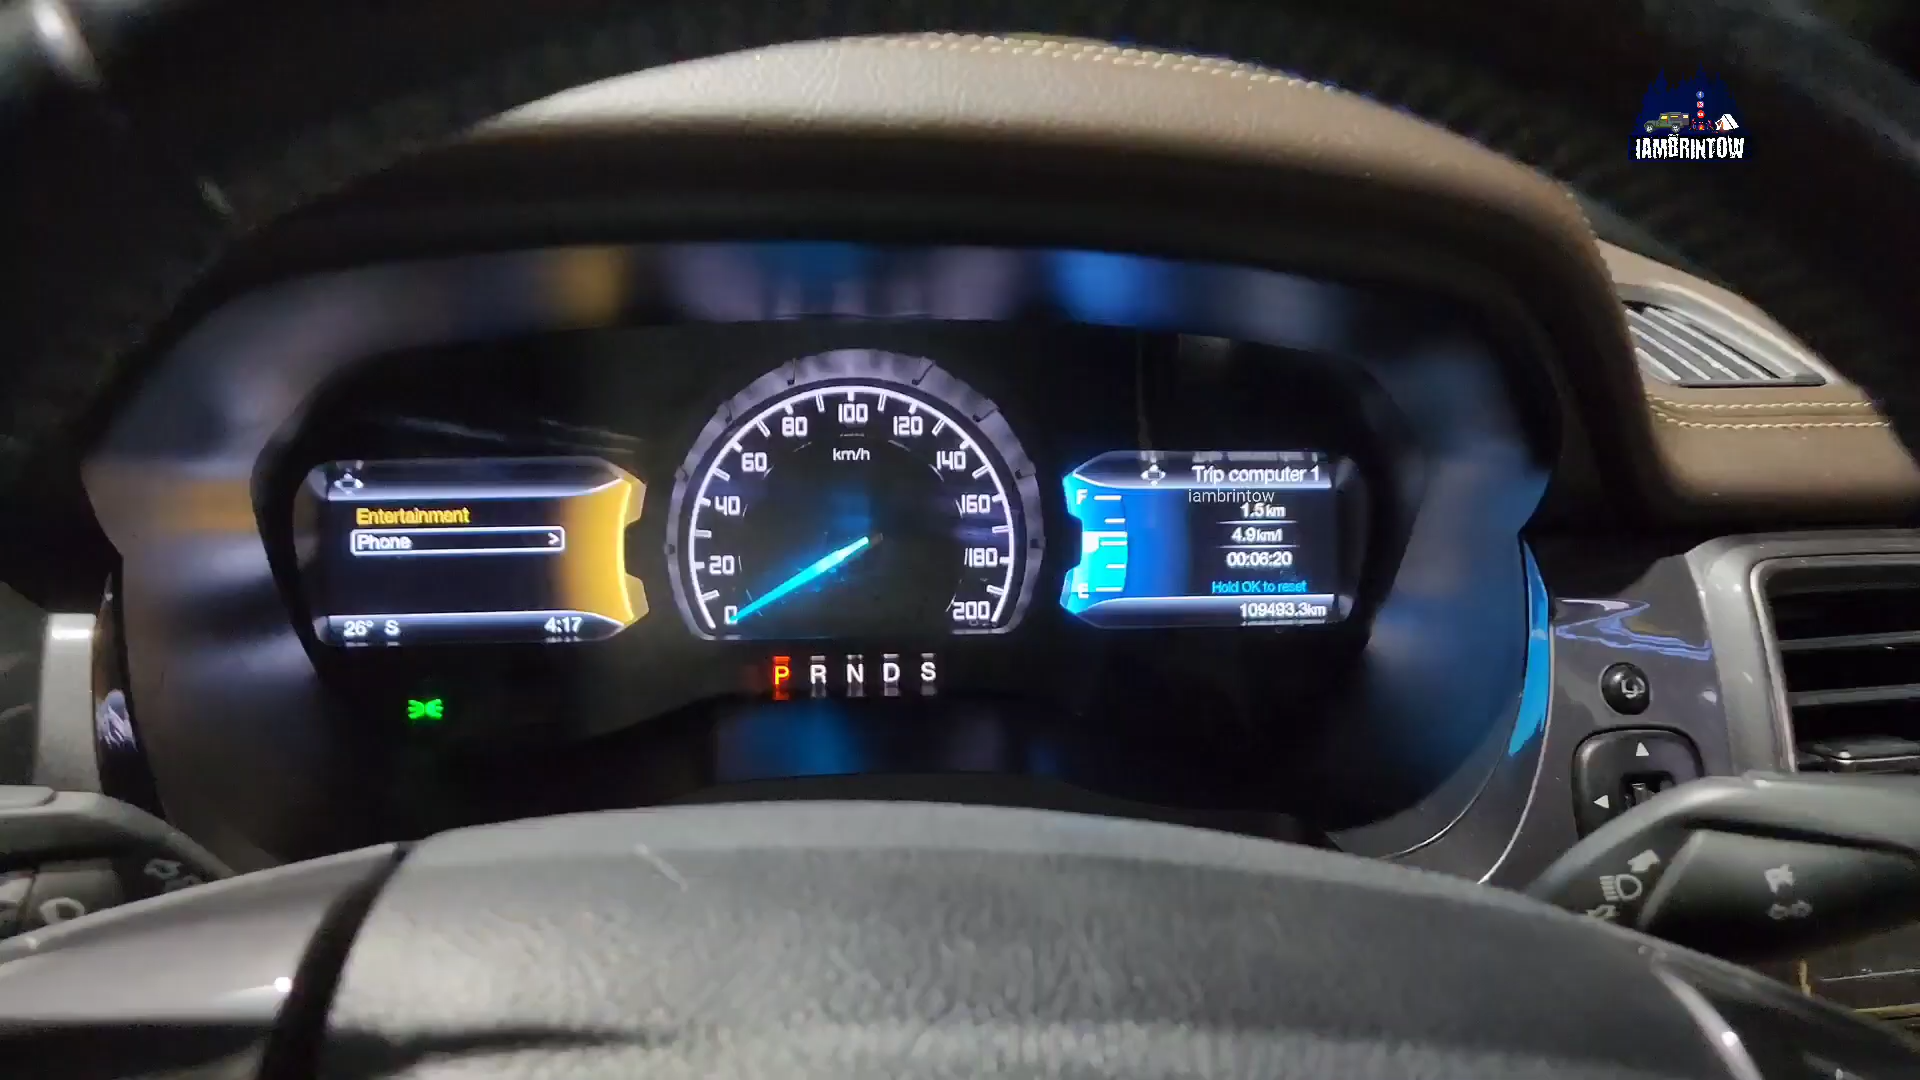 IAMBRINTOW
Entertainment
Phone >
26° S 4:17
0 20 40 60 80 100 120 140 160 180 200
km/h
P R N D S
Trip computer 1
iambrintow
F
1.5km
4.9km/l
00:06:20
E
Hold OK to reset
109493.3km